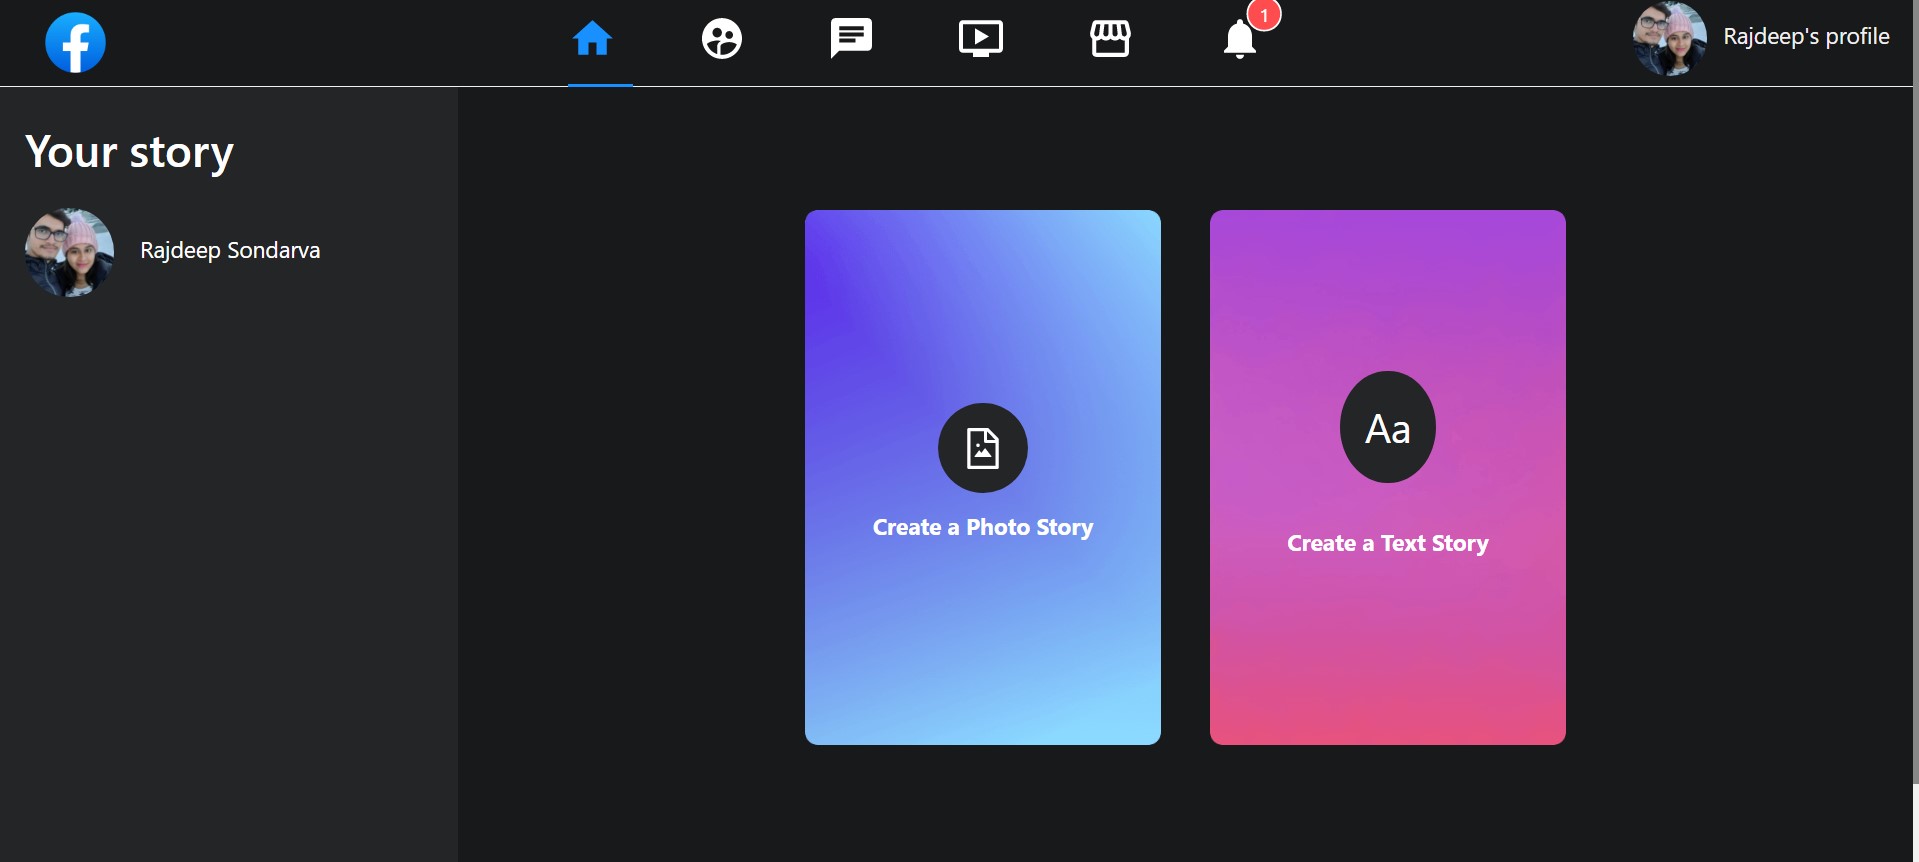 f
1
Rajdeep's profile
Your story
Rajdeep Sondarva
Create a Photo Story
Aa
Create a Text Story